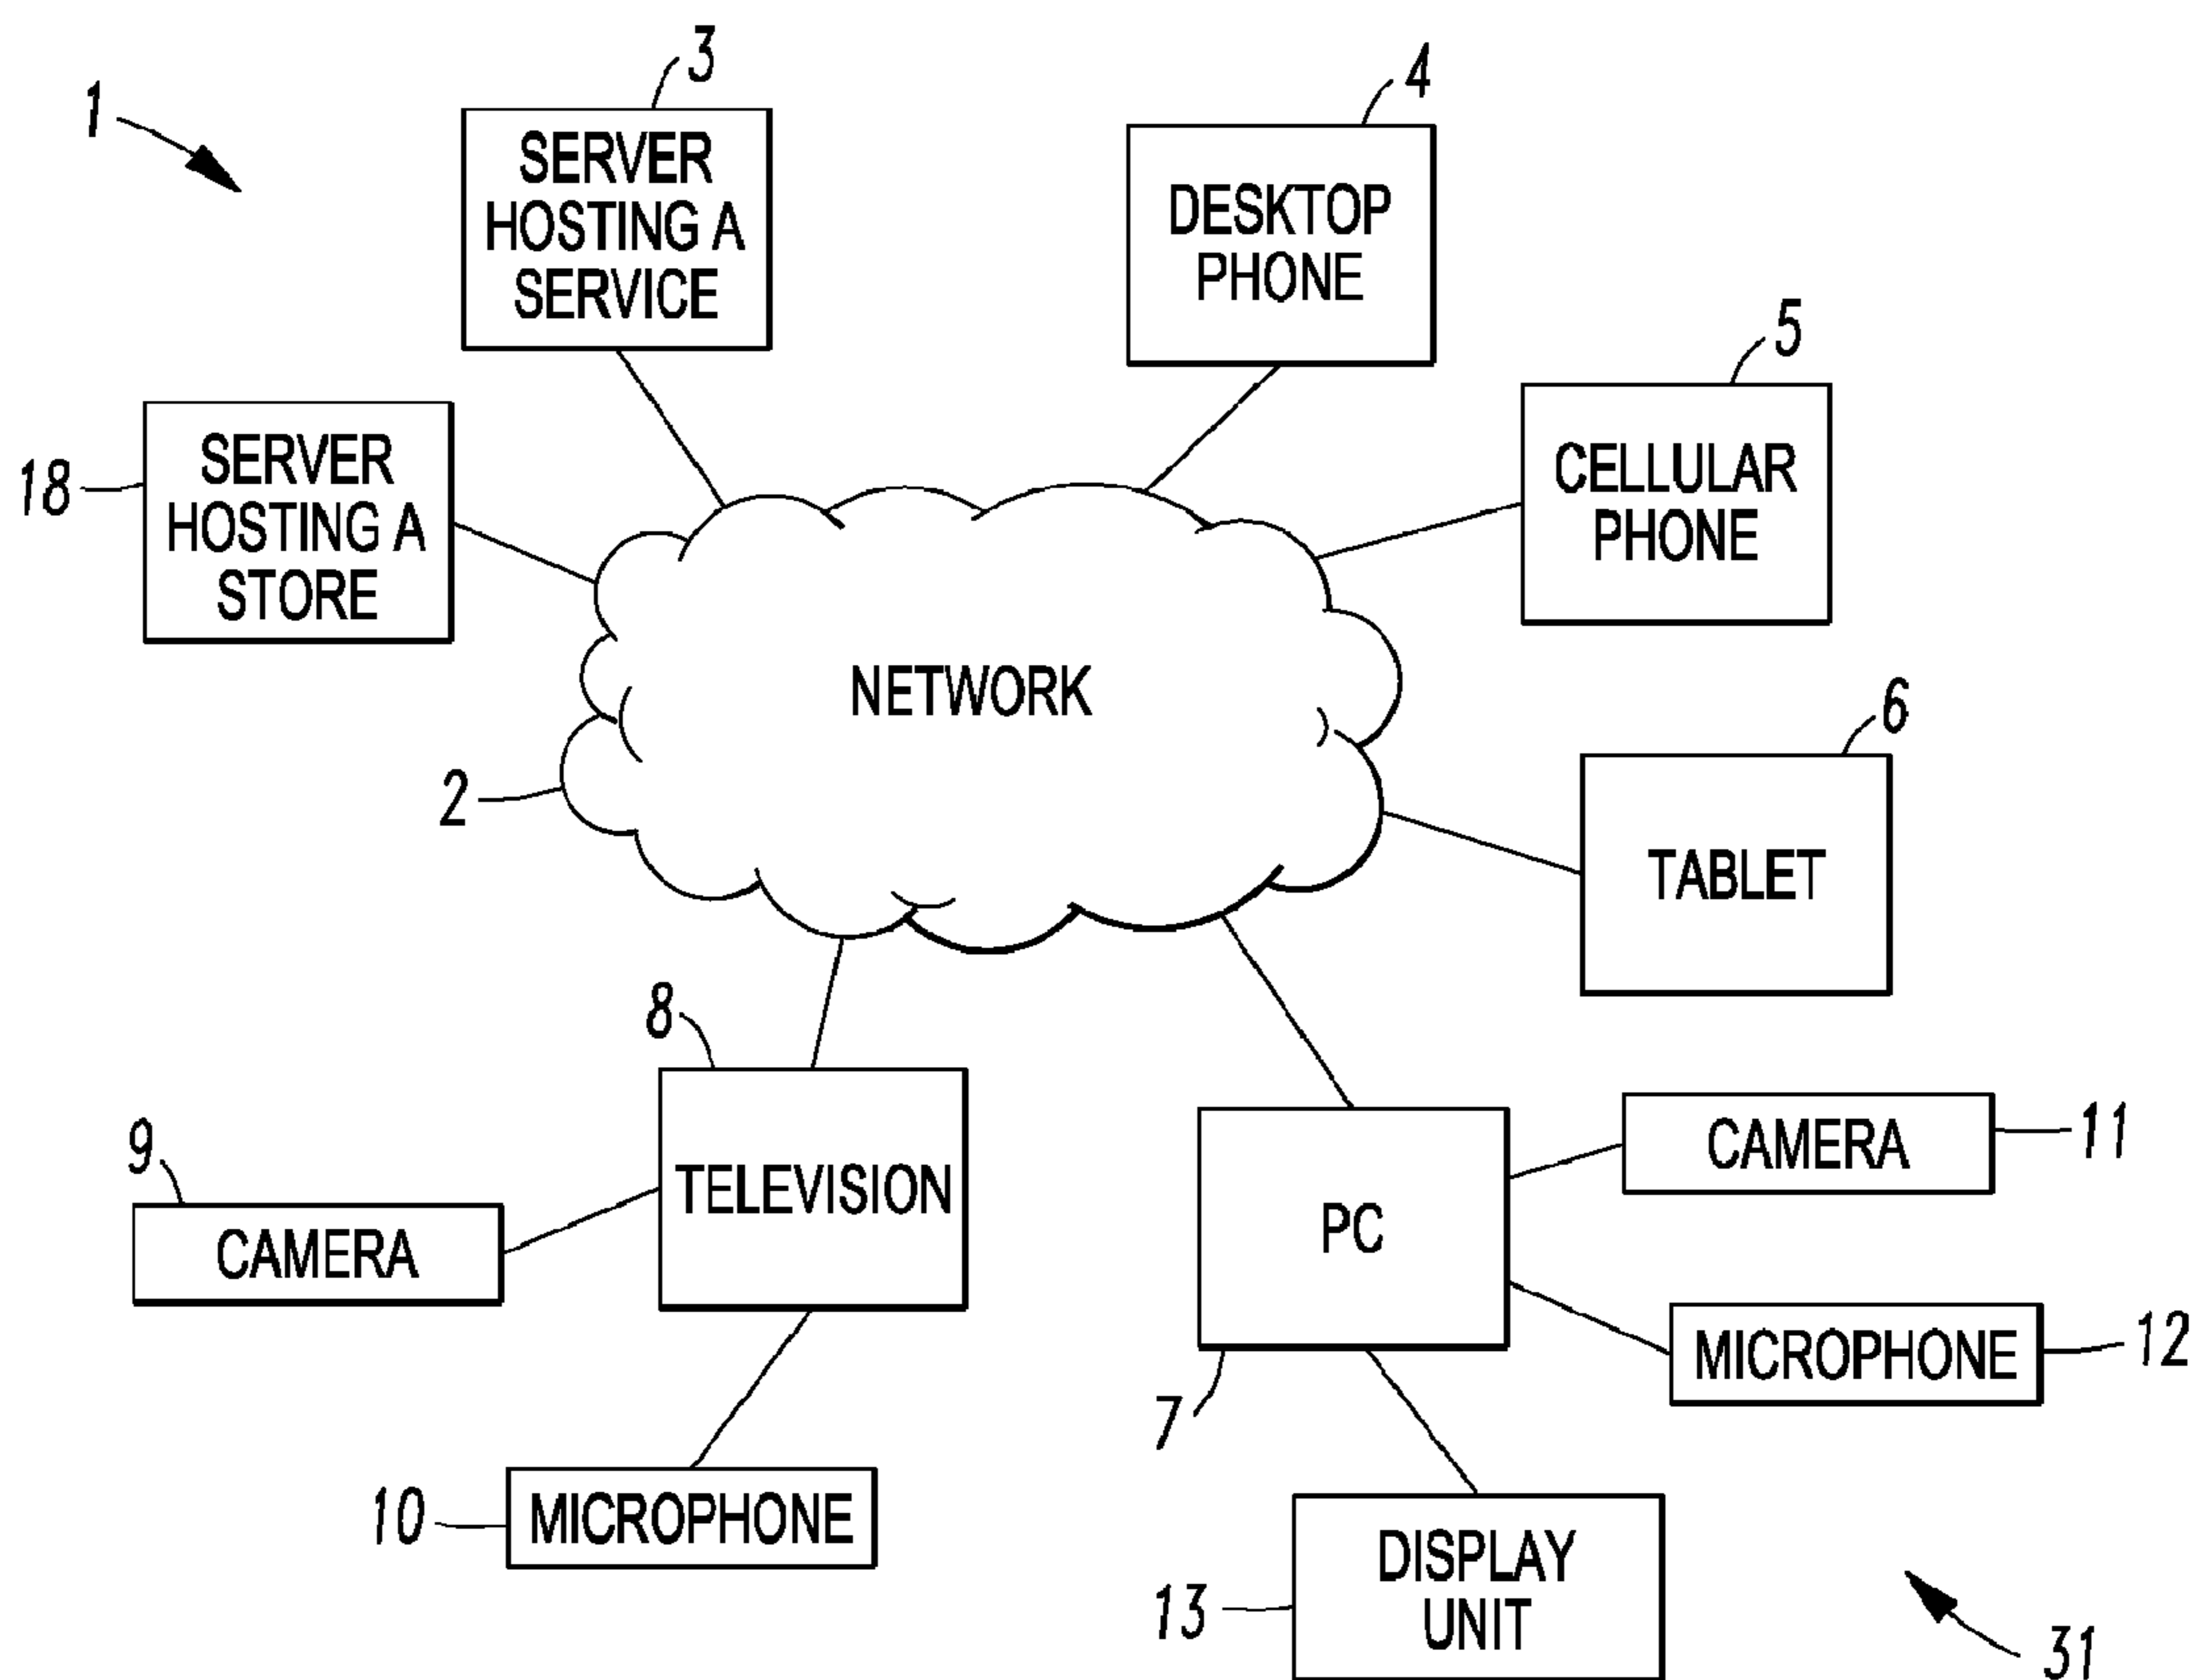 1
3
SERVER
HOSTING A
SERVICE
4
DESKTOP
PHONE
5
CELLULAR
PHONE
18
SERVER
HOSTING A
STORE
NETWORK
2
6
TABLET
8
TELEVISION
9
CAMERA
10
MICROPHONE
PC
7
CAMERA
11
MICROPHONE
12
DISPLAY
UNIT
13
31